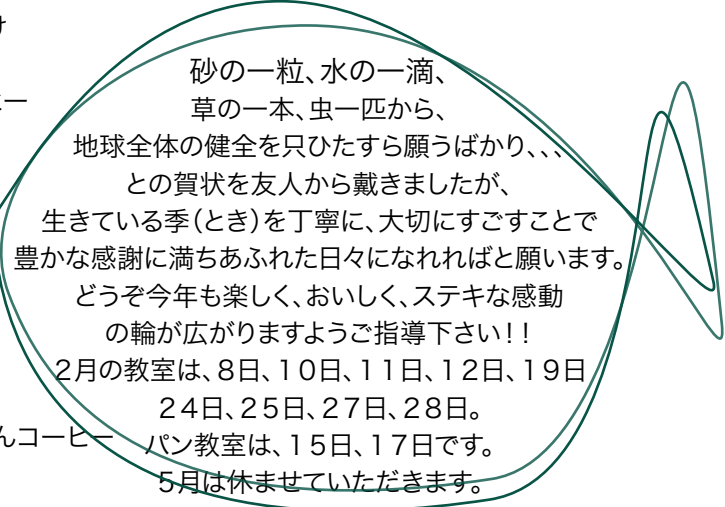 け
ー
砂の一粒、水の一滴、
草の一本、虫一匹から、
地球全体の健全を只ひたすら願うばかり、、、
との賀状を友人から戴きましたが、
生きている季(とき)を丁寧に、大切にすごすことで
豊かな感謝に満ちあふれた日々になれればと願います。
どうぞ今年も楽しく、おいしく、ステキな感動
の輪が広がりますようご指導下さい!!
2月の教室は、8日、10日、11日、12日、19日
24日、25日、27日、28日。
んコーヒー
パン教室は、15日、17日です。
5月は休ませていただきます。